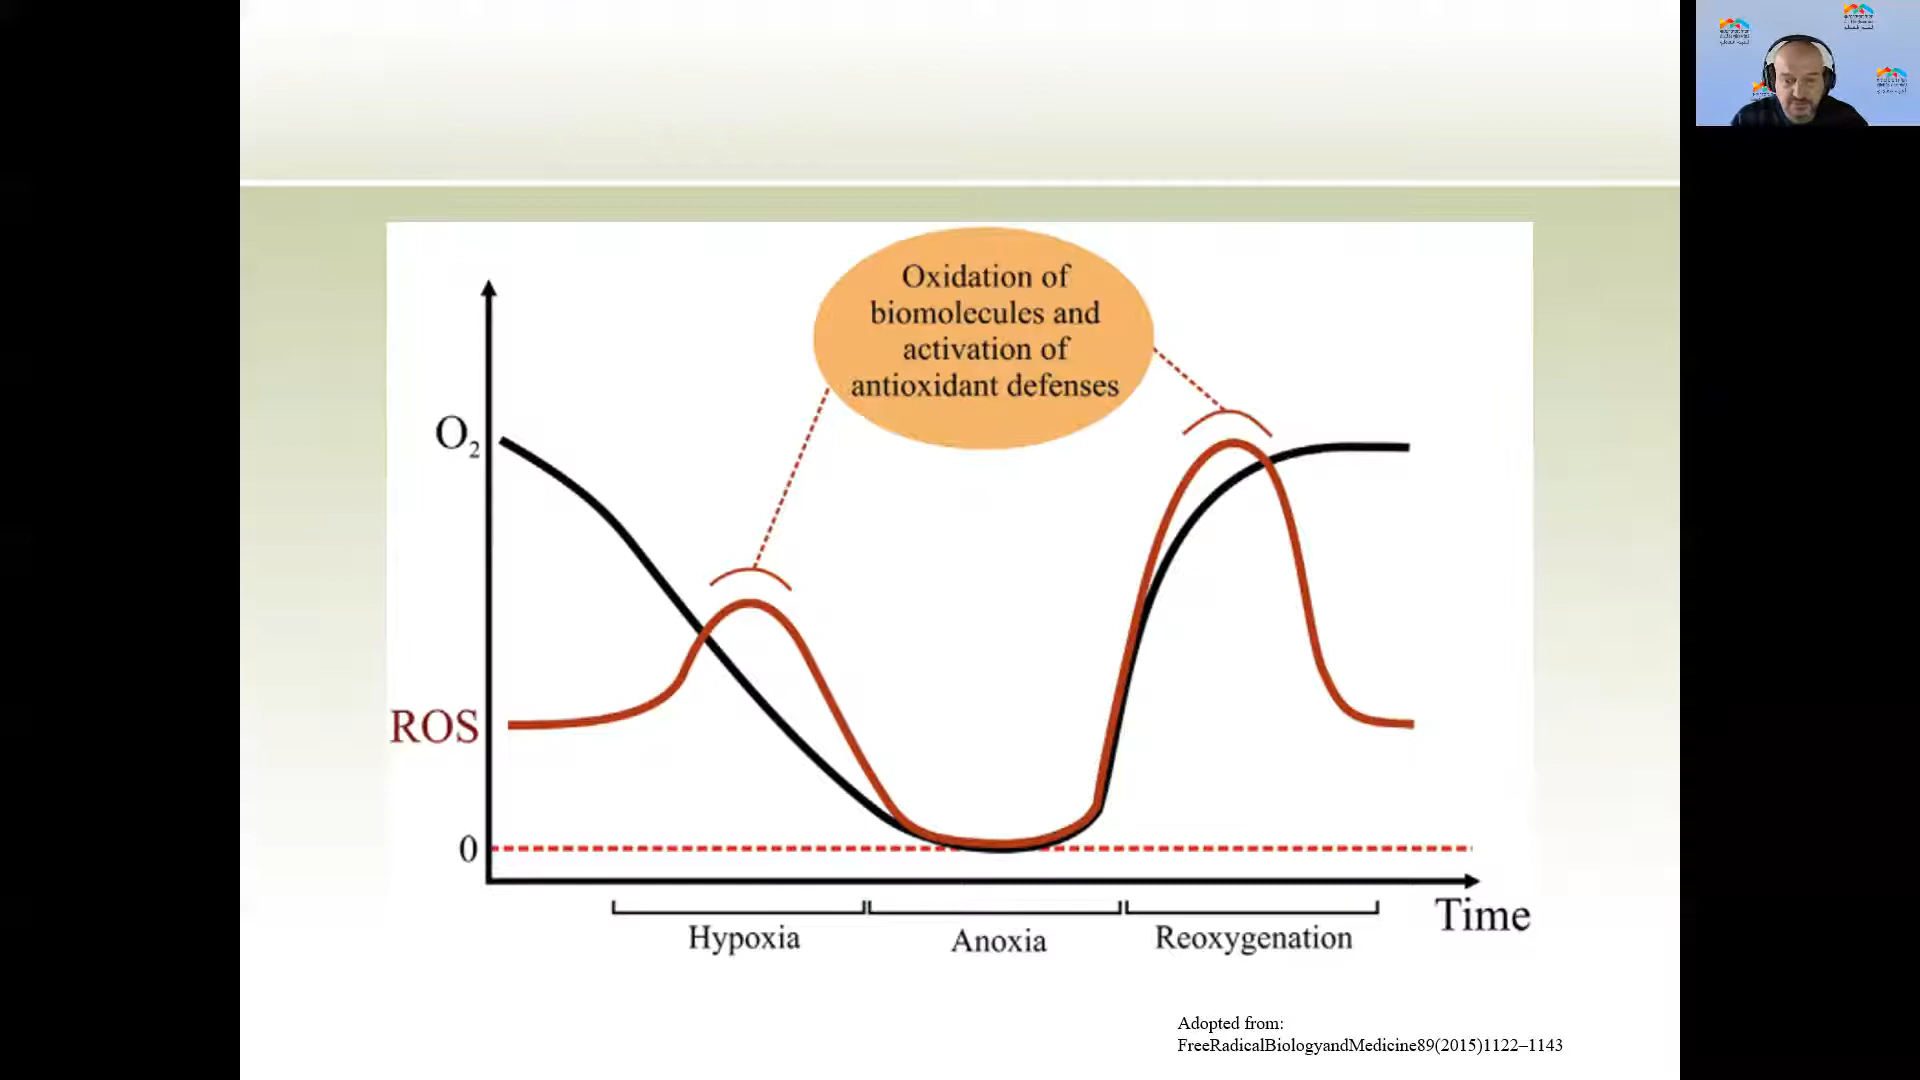 Oxidation of
biomolecules and
activation of
antioxidant defenses
O2
ROS
0
Time
Hypoxia
Anoxia
Reoxygenation
Adopted from:
FreeRadicalBiologyandMedicine89(2015)1122–1143